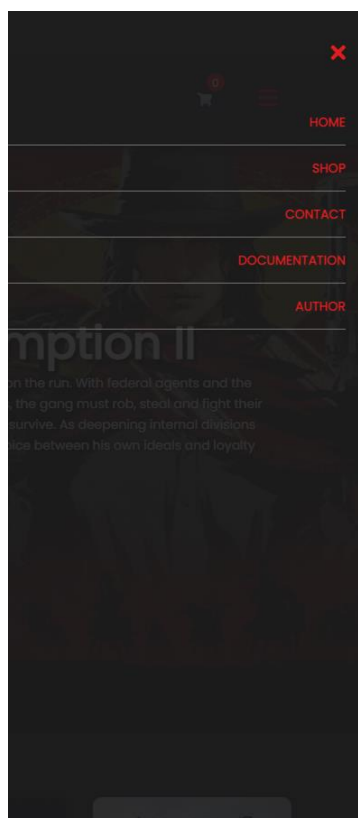 0
HOME
SHOP
CONTACT
DOCUMENTATION
AUTHOR
mption II
on the run. With federal agents and the
, the gang must rob, steal and fight their
survive. As deepening internal divisions
oice between his own ideals and loyalty